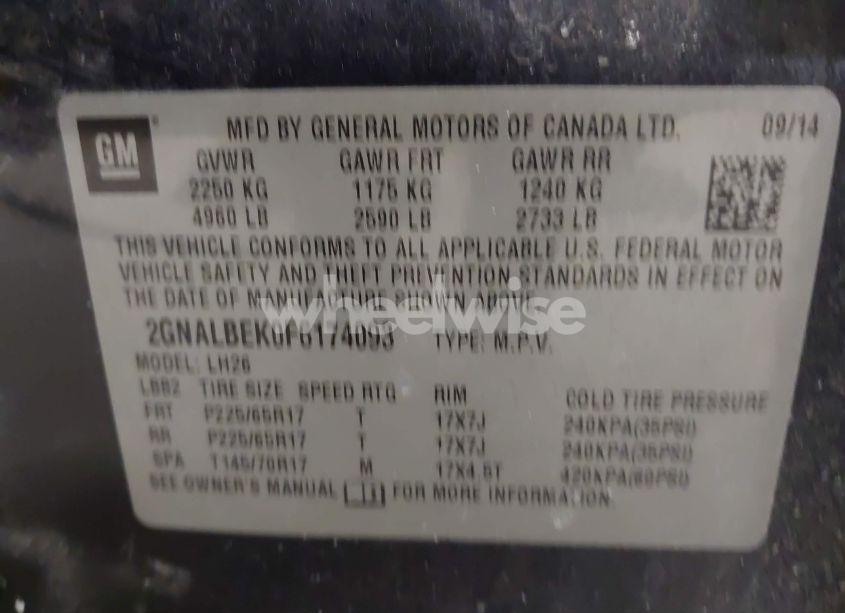 GM
MFD BY GENERAL MOTORS OF CANADA LTD. 09/14
GVWR GAWR FRT GAWR RR
2250 KG 1175 KG 1240 KG
4960 LB 2590 LB 2733 LB
THIS VEHICLE CONFORMS TO ALL APPLICABLE U.S. FEDERAL MOTOR
VEHICLE SAFETY AND THEFT PREVENTION STANDARDS IN EFFECT ON
THE DATE OF MANUFACTURE SHOWN ABOVE.
wheelwise
TYPE: M.P.V.
MODEL: LH26
TIRE SIZE SPEED RTG RIM COLD TIRE PRESSURE
FRT P225/65R17 T 17X7J 240KPA(35PSI)
RR P225/65R17 T 17X7J 240KPA(35PSI)
SPA T145/70R17 M 17X4.5T 420KPA(60PSI)
SEE OWNER'S MANUAL FOR MORE INFORMATION.